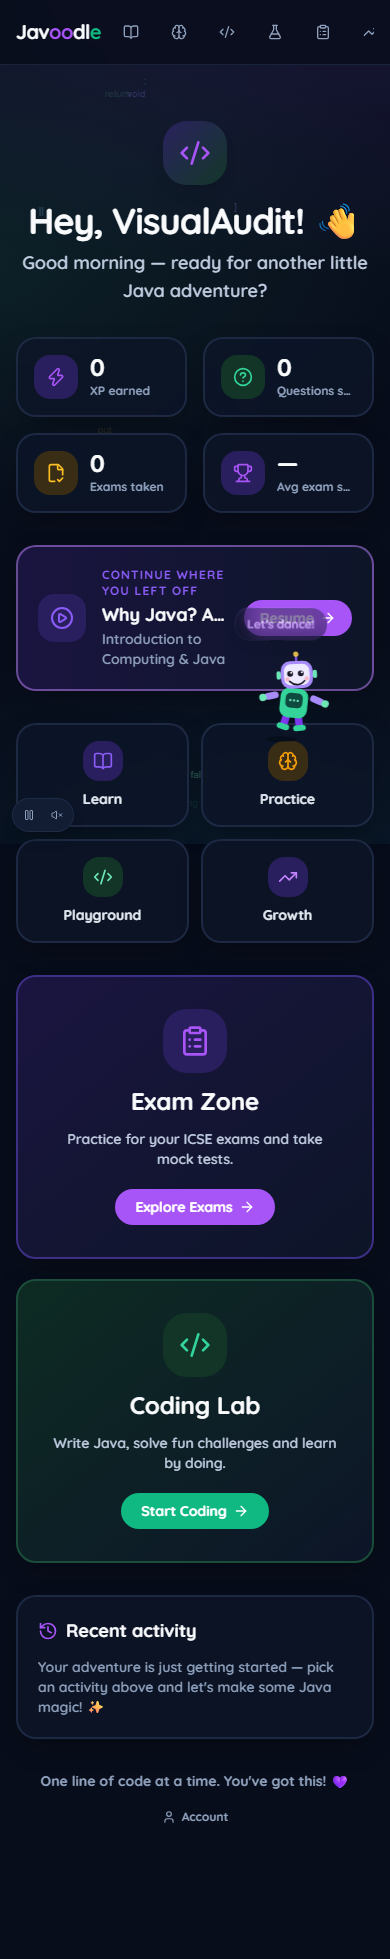 Javoodle
return void
Hey, VisualAudit! 👋
Good morning — ready for another little
Java adventure?
0
XP earned
0
Questions s...
0
Exams taken
—
Avg exam s...
CONTINUE WHERE
YOU LEFT OFF
Why Java? A...
Introduction to
Computing & Java
Resume →
Let's dance!
Learn
Practice
Playground
Growth
Exam Zone
Practice for your ICSE exams and take
mock tests.
Explore Exams →
Coding Lab
Write Java, solve fun challenges and learn
by doing.
Start Coding →
Recent activity
Your adventure is just getting started — pick
an activity above and let's make some Java
magic! ✨
One line of code at a time. You've got this! 💜
Account